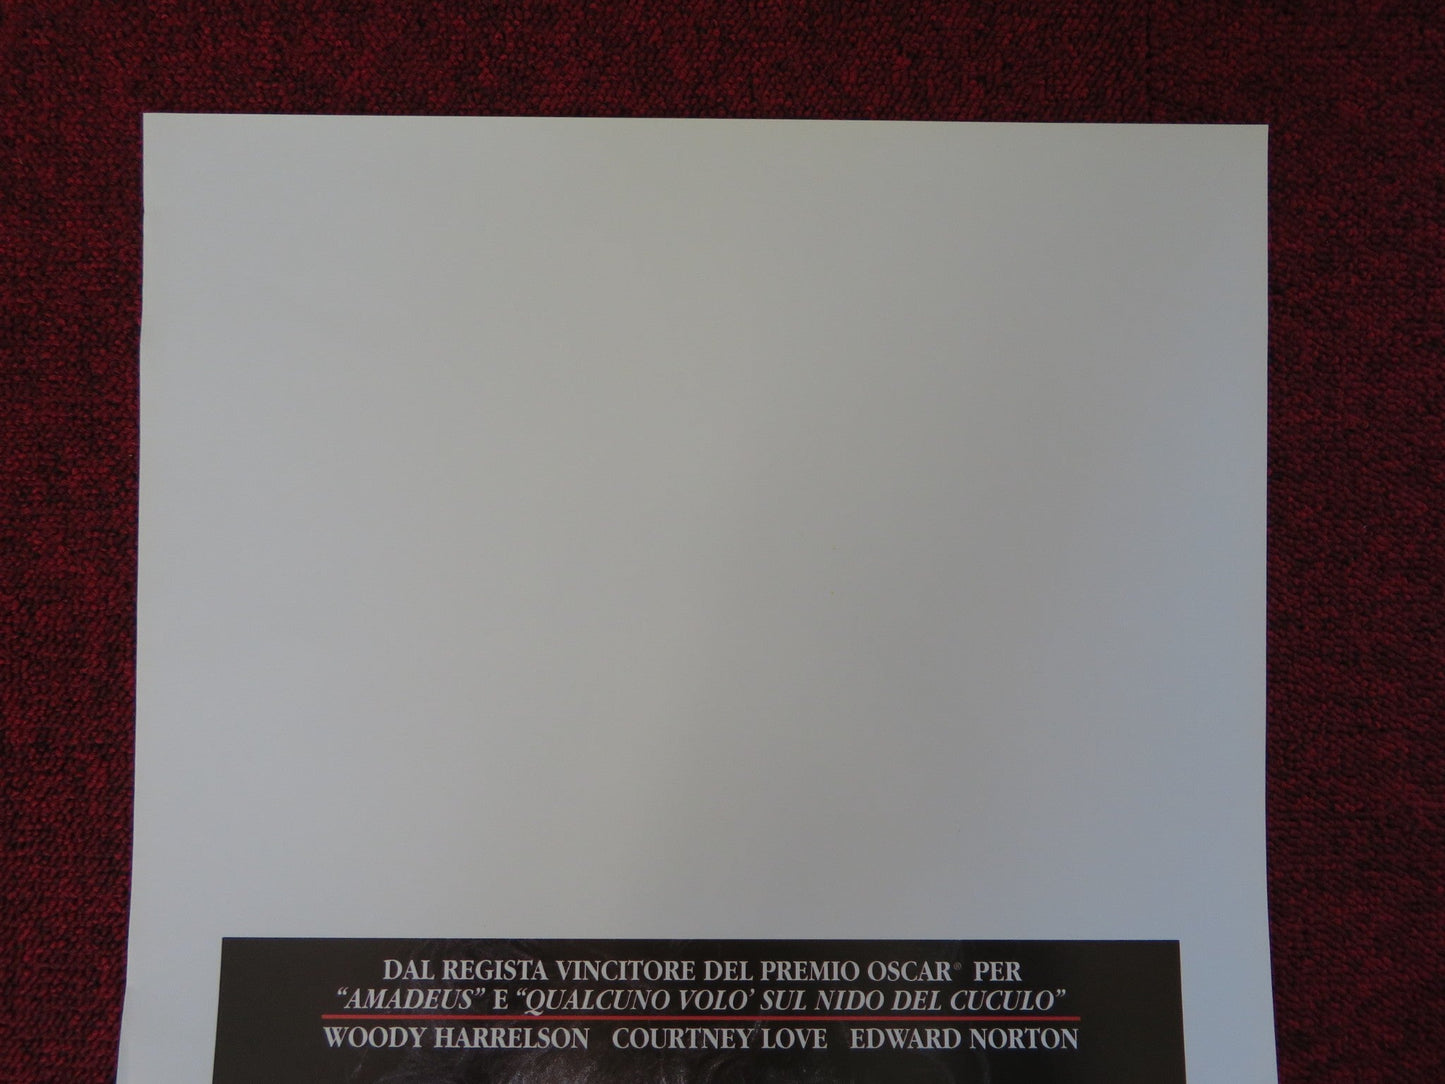 DAL REGISTA VINCITORE DEL PREMIO OSCAR® PER
“AMADEUS” E “QUALCUNO VOLO’ SUL NIDO DEL CUCULO”
WOODY HARRELSON COURTNEY LOVE EDWARD NORTON